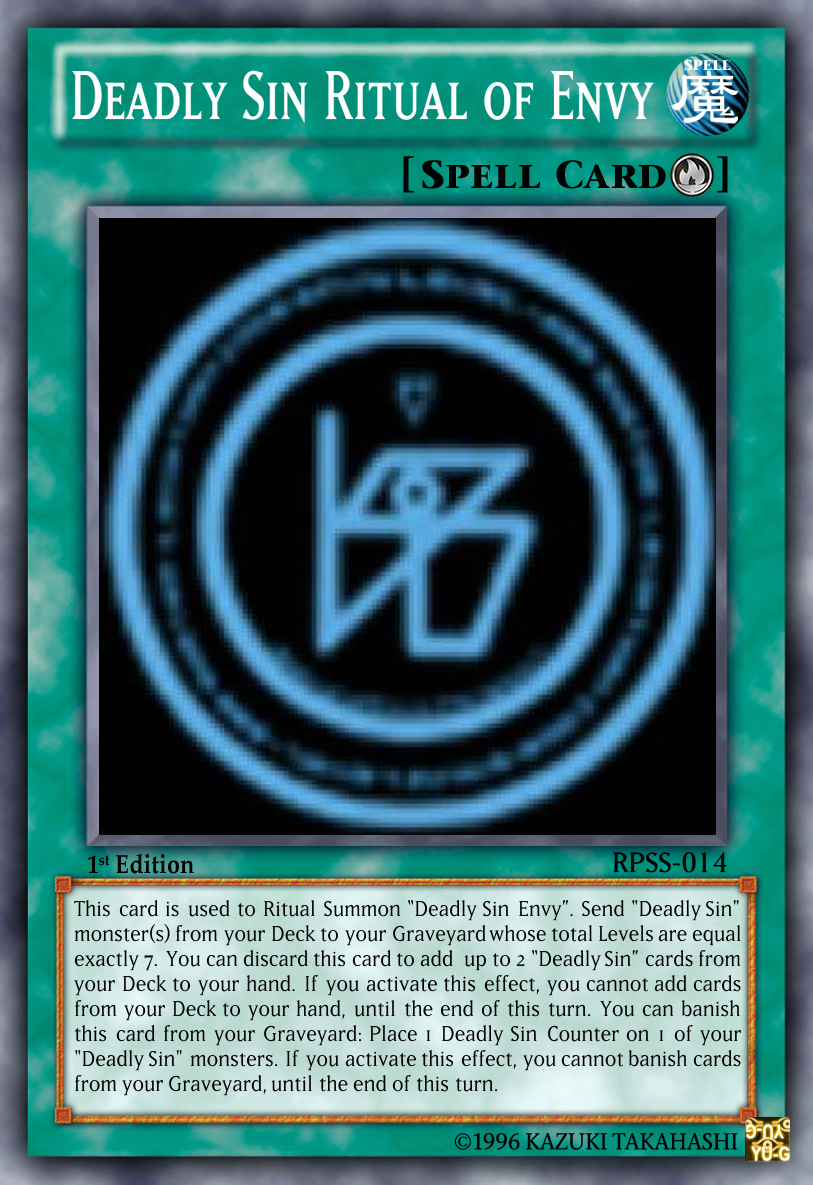 DEADLY SIN RITUAL OF ENVY
SPELL
魔
[SPELL CARD]
1st Edition
RPSS-014
This card is used to Ritual Summon "Deadly Sin Envy". Send "Deadly Sin"
monster(s) from your Deck to your Graveyard whose total Levels are equal
exactly 7. You can discard this card to add up to 2 "Deadly Sin" cards from
your Deck to your hand. If you activate this effect, you cannot add cards
from your Deck to your hand, until the end of this turn. You can banish
this card from your Graveyard: Place 1 Deadly Sin Counter on 1 of your
"Deadly Sin" monsters. If you activate this effect, you cannot banish cards
from your Graveyard, until the end of this turn.
©1996 KAZUKI TAKAHASHI